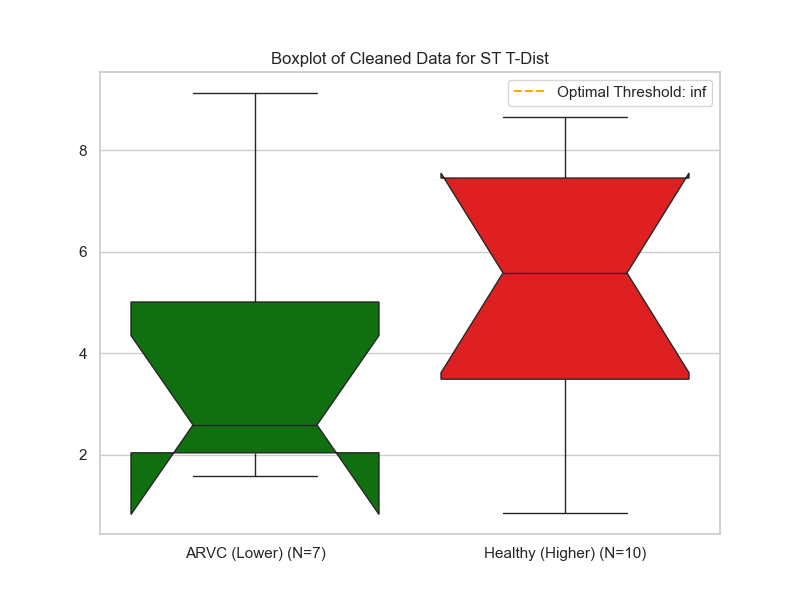 Boxplot of Cleaned Data for ST T-Dist
Optimal Threshold: inf
8
6
4
2
ARVC (Lower) (N=7)
Healthy (Higher) (N=10)